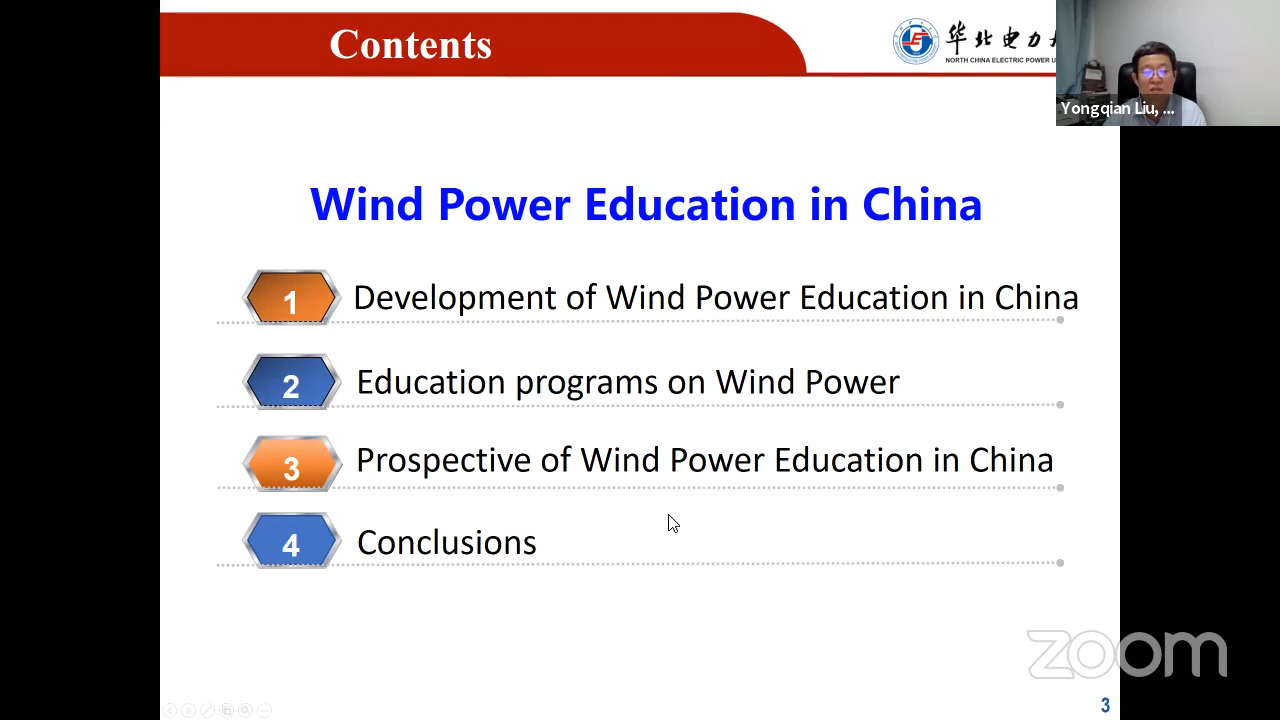 Contents
华北电力
NORTH CHINA ELECTRIC POWER U
Yongqian Liu, ...
Wind Power Education in China
1 Development of Wind Power Education in China
2 Education programs on Wind Power
3 Prospective of Wind Power Education in China
4 Conclusions
zoom
3